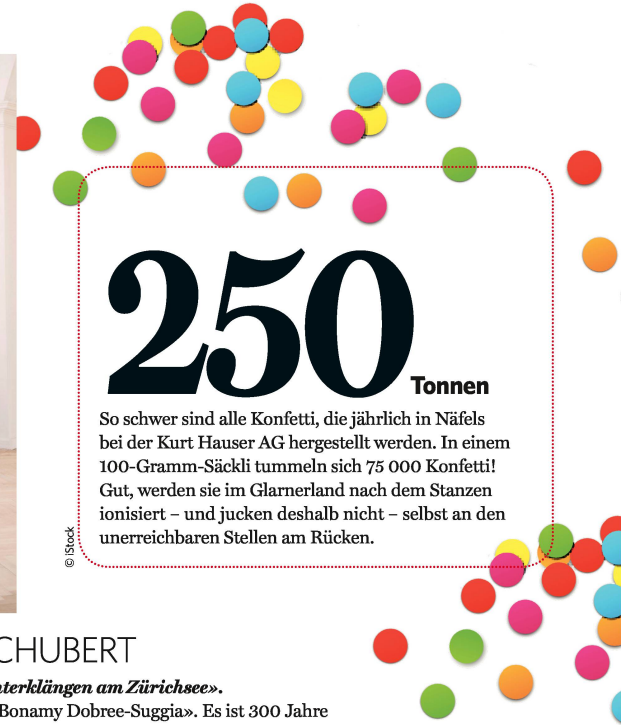 250
Tonnen
So schwer sind alle Konfetti, die jährlich in Näfels
bei der Kurt Hauser AG hergestellt werden. In einem
100-Gramm-Säckli tummeln sich 75 000 Konfetti!
Gut, werden sie im Glarnerland nach dem Stanzen
ionisiert – und jucken deshalb nicht – selbst an den
unerreichbaren Stellen am Rücken.
© iStock
CHUBERT
nterklängen am Zürichsee».
Bonamy Dobree-Suggia». Es ist 300 Jahre